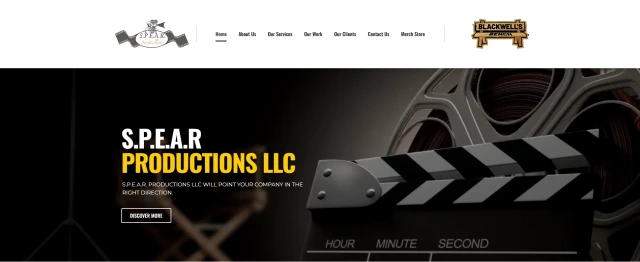 S.P.E.A.R.
Home About Us Our Services Our Work Our Clients Contact Us Merch Store
BLACKWELL'S
BENCH
S.P.E.A.R
PRODUCTIONS LLC
S.P.E.A.R. PRODUCTIONS LLC WILL POINT YOUR COMPANY IN THE
RIGHT DIRECTION.
DISCOVER MORE
HOUR MINUTE SECOND